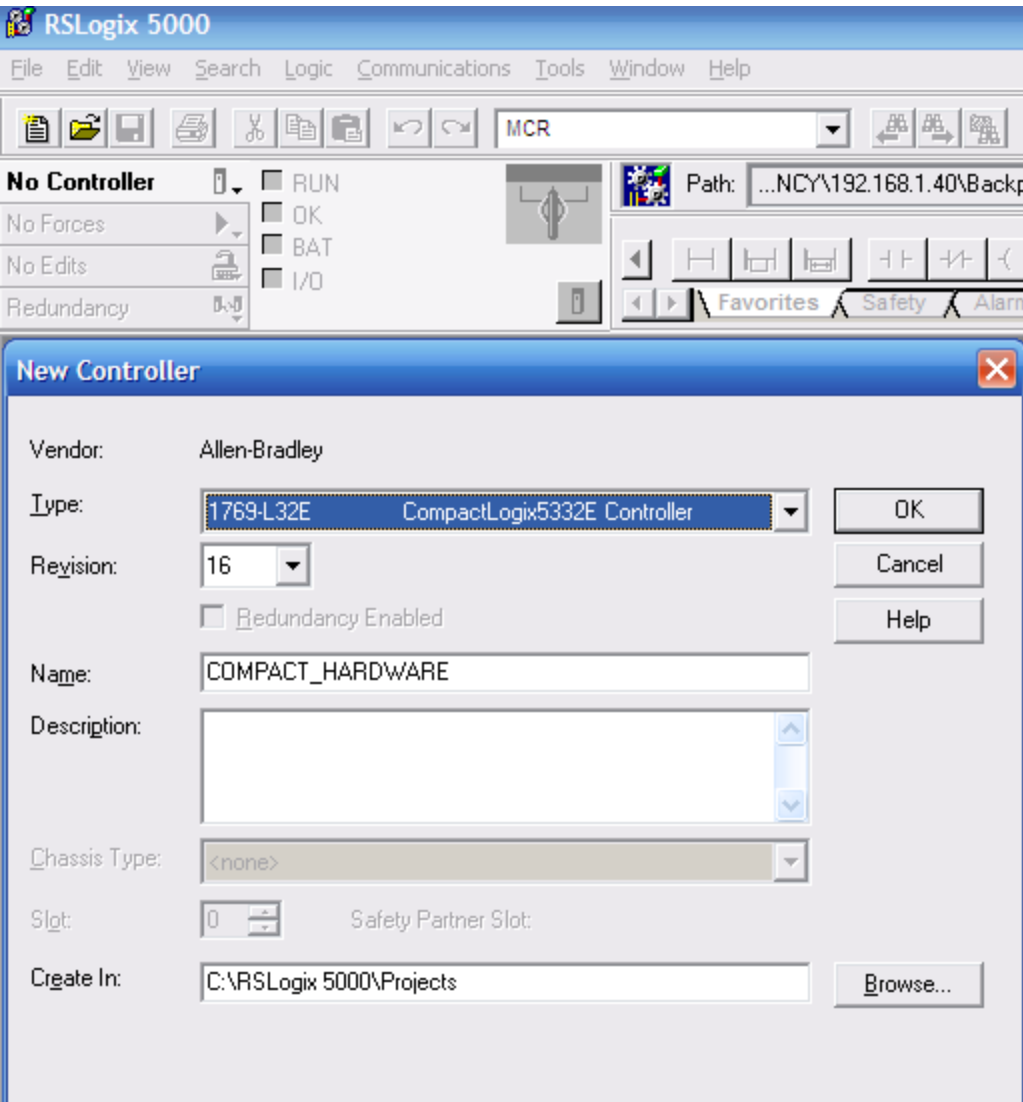 RSLogix 5000
File Edit View Search Logic Communications Tools Window Help
MCR
No Controller
RUN
Path: ...NCY\192.168.1.40\Backp
No Forces
OK
No Edits
BAT
I/O
Redundancy
Favorites Safety Alarm
New Controller
Vendor: Allen-Bradley
Type: 1769-L32E CompactLogix5332E Controller OK
Revision: 16 Cancel
Redundancy Enabled Help
Name: COMPACT_HARDWARE
Description:
Chassis Type: <none>
Slot: 0 Safety Partner Slot:
Create In: C:\RSLogix 5000\Projects Browse...